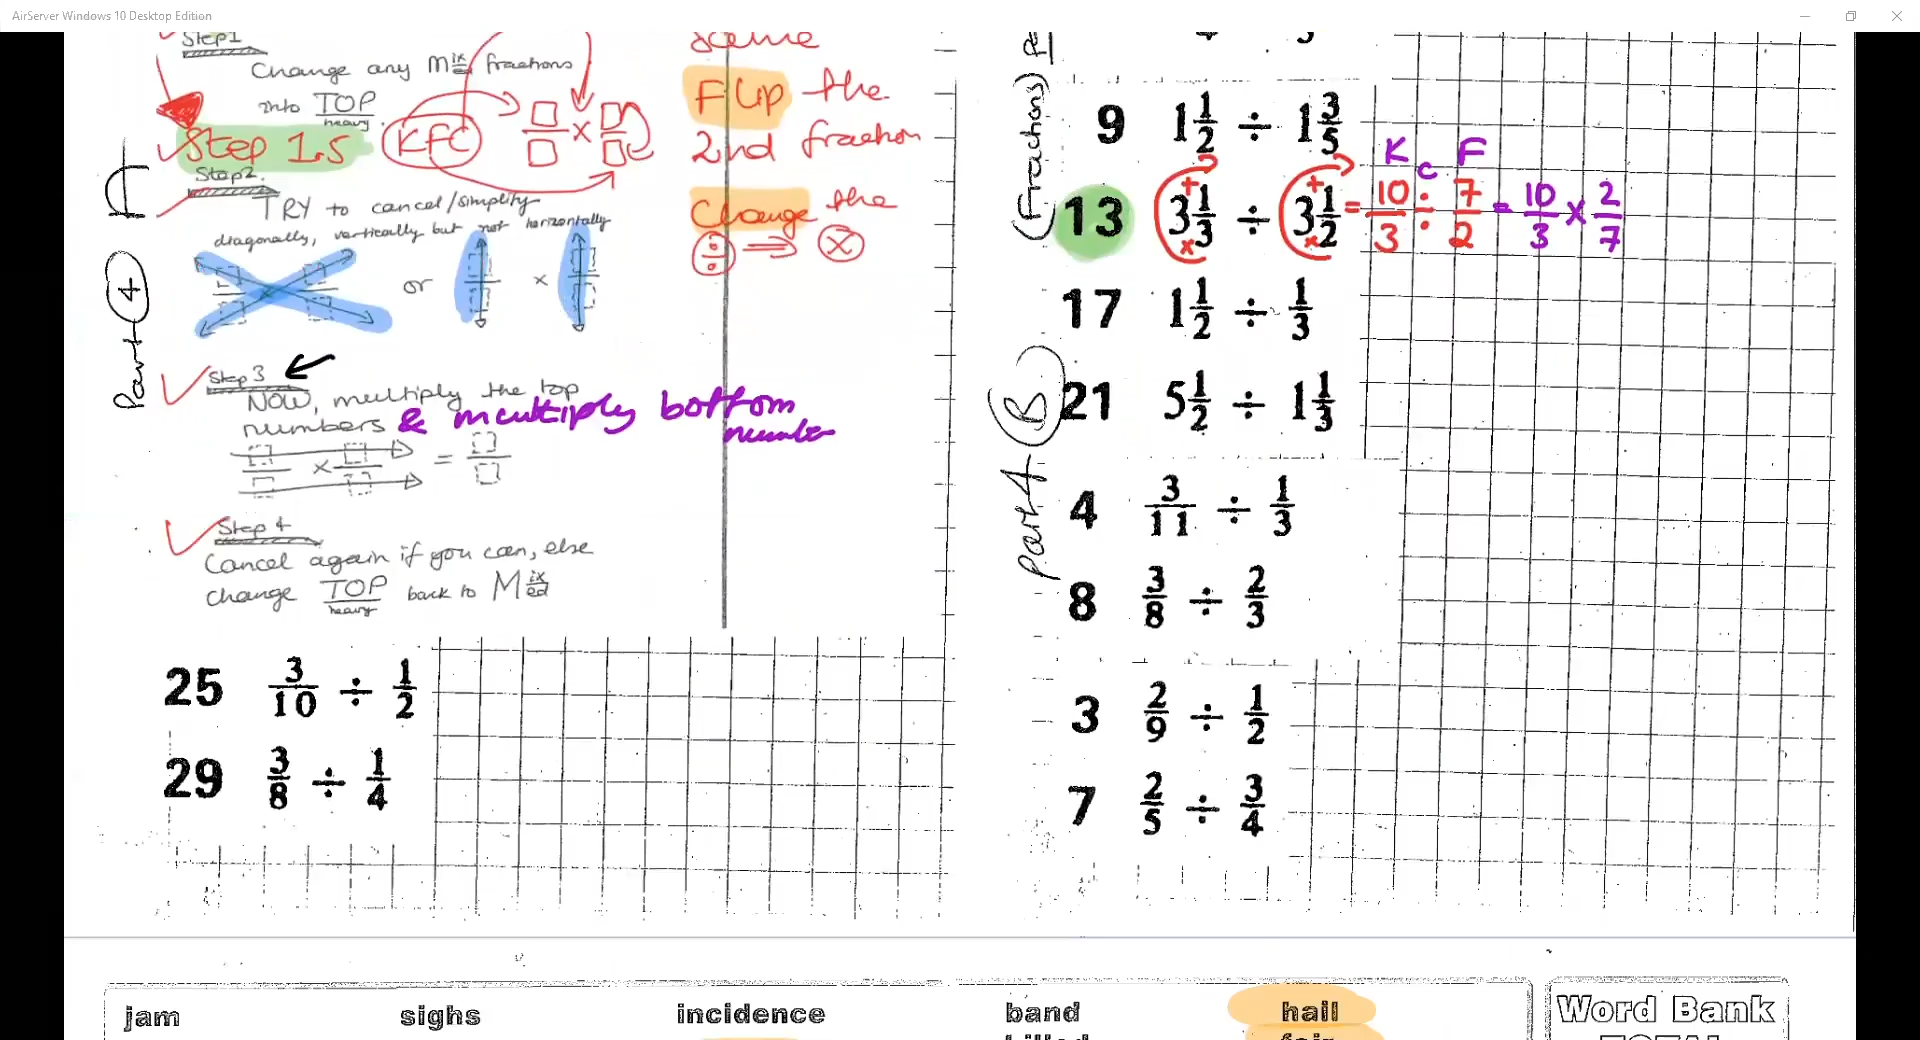 AirServer Windows 10 Desktop Edition
Step 1
Change any Mixed fractions
into TOP heavy.
Step 1.5 KFC □/□ × □/□
Step 2.
TRY to cancel/simplify
diagonally, vertically but not horizontally
or ×
Part 4
Step 3
NOW, multiply the top
numbers & multiply bottom
number
× =
Step 4
Cancel again if you can, else
change TOP heavy back to Mixed
same
Flip the
2nd fraction
Change the
÷ ⇒ ×
25 3/10 ÷ 1/2
29 3/8 ÷ 1/4
(Fractions)
Part 4 B
9 1 1/2 ÷ 1 3/5
K C F
13 3 1/3 ÷ 3 1/2 = 10/3 ÷ 7/2 = 10/3 × 2/7
17 1 1/2 ÷ 1/3
21 5 1/2 ÷ 1 1/3
4 3/11 ÷ 1/3
8 3/8 ÷ 2/3
3 2/9 ÷ 1/2
7 2/5 ÷ 3/4
jam sighs incidence band hail
Word Bank